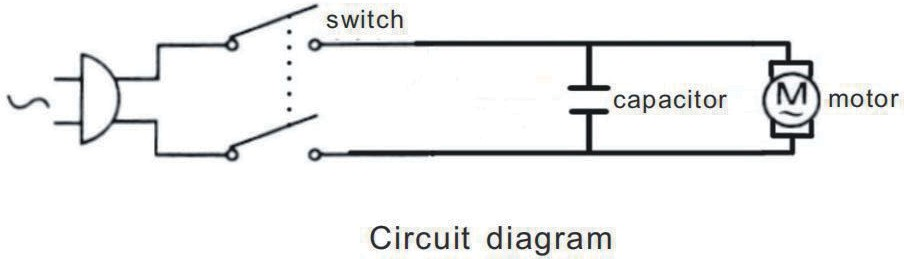 switch
capacitor
M
motor
Circuit diagram